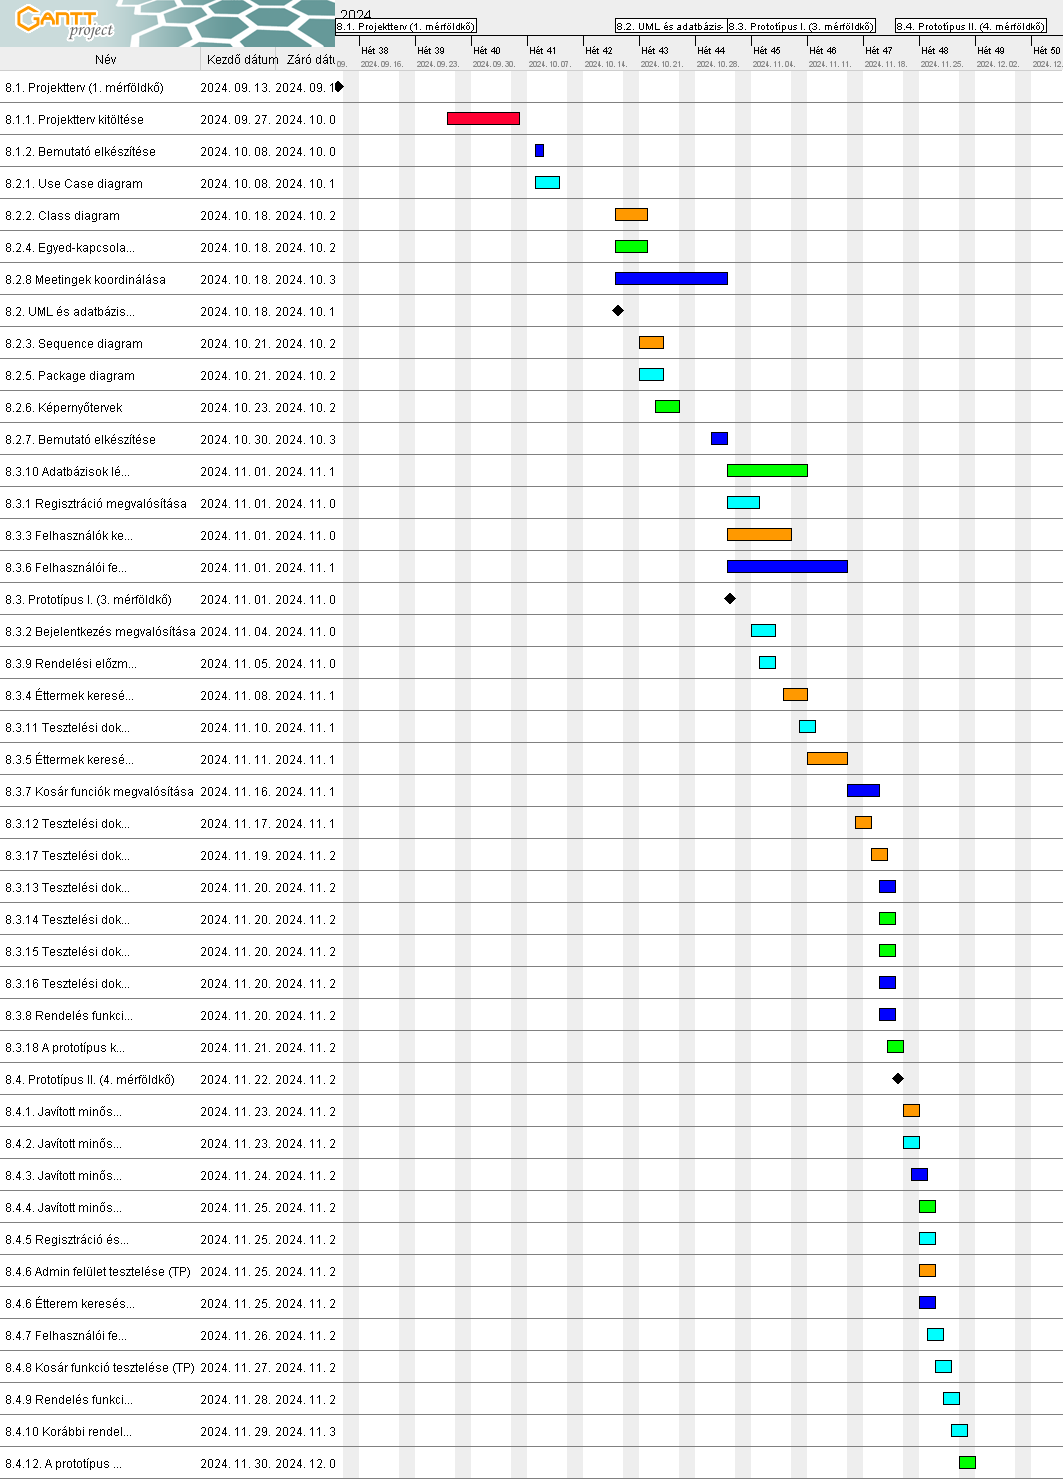 GANTT project
2024
8.1. Projektterv (1. mérföldkő) 8.2. UML és adatbázis- 8.3. Prototípus I. (3. mérföldkő) 8.4. Prototípus II. (4. mérföldkő)
Név Kezdő dátum Záró dátu
Hét 38 Hét 39 Hét 40 Hét 41 Hét 42 Hét 43 Hét 44 Hét 45 Hét 46 Hét 47 Hét 48 Hét 49 Hét 50
09. 2024. 09. 16. 2024. 09. 23. 2024. 09. 30. 2024. 10. 07. 2024. 10. 14. 2024. 10. 21. 2024. 10. 28. 2024. 11. 04. 2024. 11. 11. 2024. 11. 18. 2024. 11. 25. 2024. 12. 02. 2024. 12.
8.1. Projektterv (1. mérföldkő) 2024. 09. 13. 2024. 09. 1
8.1.1. Projektterv kitöltése 2024. 09. 27. 2024. 10. 0
8.1.2. Bemutató elkészítése 2024. 10. 08. 2024. 10. 0
8.2.1. Use Case diagram 2024. 10. 08. 2024. 10. 1
8.2.2. Class diagram 2024. 10. 18. 2024. 10. 2
8.2.4. Egyed-kapcsola... 2024. 10. 18. 2024. 10. 2
8.2.8 Meetingek koordinálása 2024. 10. 18. 2024. 10. 3
8.2. UML és adatbázis... 2024. 10. 18. 2024. 10. 1
8.2.3. Sequence diagram 2024. 10. 21. 2024. 10. 2
8.2.5. Package diagram 2024. 10. 21. 2024. 10. 2
8.2.6. Képernyőtervek 2024. 10. 23. 2024. 10. 2
8.2.7. Bemutató elkészítése 2024. 10. 30. 2024. 10. 3
8.3.10 Adatbázisok lé... 2024. 11. 01. 2024. 11. 1
8.3.1 Regisztráció megvalósítása 2024. 11. 01. 2024. 11. 0
8.3.3 Felhasználók ke... 2024. 11. 01. 2024. 11. 0
8.3.6 Felhasználói fe... 2024. 11. 01. 2024. 11. 1
8.3. Prototípus I. (3. mérföldkő) 2024. 11. 01. 2024. 11. 0
8.3.2 Bejelentkezés megvalósítása 2024. 11. 04. 2024. 11. 0
8.3.9 Rendelési előzm... 2024. 11. 05. 2024. 11. 0
8.3.4 Éttermek keresé... 2024. 11. 08. 2024. 11. 1
8.3.11 Tesztelési dok... 2024. 11. 10. 2024. 11. 1
8.3.5 Éttermek keresé... 2024. 11. 11. 2024. 11. 1
8.3.7 Kosár funciók megvalósítása 2024. 11. 16. 2024. 11. 1
8.3.12 Tesztelési dok... 2024. 11. 17. 2024. 11. 1
8.3.17 Tesztelési dok... 2024. 11. 19. 2024. 11. 2
8.3.13 Tesztelési dok... 2024. 11. 20. 2024. 11. 2
8.3.14 Tesztelési dok... 2024. 11. 20. 2024. 11. 2
8.3.15 Tesztelési dok... 2024. 11. 20. 2024. 11. 2
8.3.16 Tesztelési dok... 2024. 11. 20. 2024. 11. 2
8.3.8 Rendelés funkci... 2024. 11. 20. 2024. 11. 2
8.3.18 A prototípus k... 2024. 11. 21. 2024. 11. 2
8.4. Prototípus II. (4. mérföldkő) 2024. 11. 22. 2024. 11. 2
8.4.1. Javított minős... 2024. 11. 23. 2024. 11. 2
8.4.2. Javított minős... 2024. 11. 23. 2024. 11. 2
8.4.3. Javított minős... 2024. 11. 24. 2024. 11. 2
8.4.4. Javított minős... 2024. 11. 25. 2024. 11. 2
8.4.5 Regisztráció és... 2024. 11. 25. 2024. 11. 2
8.4.6 Admin felület tesztelése (TP) 2024. 11. 25. 2024. 11. 2
8.4.6 Étterem keresés... 2024. 11. 25. 2024. 11. 2
8.4.7 Felhasználói fe... 2024. 11. 26. 2024. 11. 2
8.4.8 Kosár funkció tesztelése (TP) 2024. 11. 27. 2024. 11. 2
8.4.9 Rendelés funkci... 2024. 11. 28. 2024. 11. 2
8.4.10 Korábbi rendel... 2024. 11. 29. 2024. 11. 3
8.4.12. A prototípus ... 2024. 11. 30. 2024. 12. 0